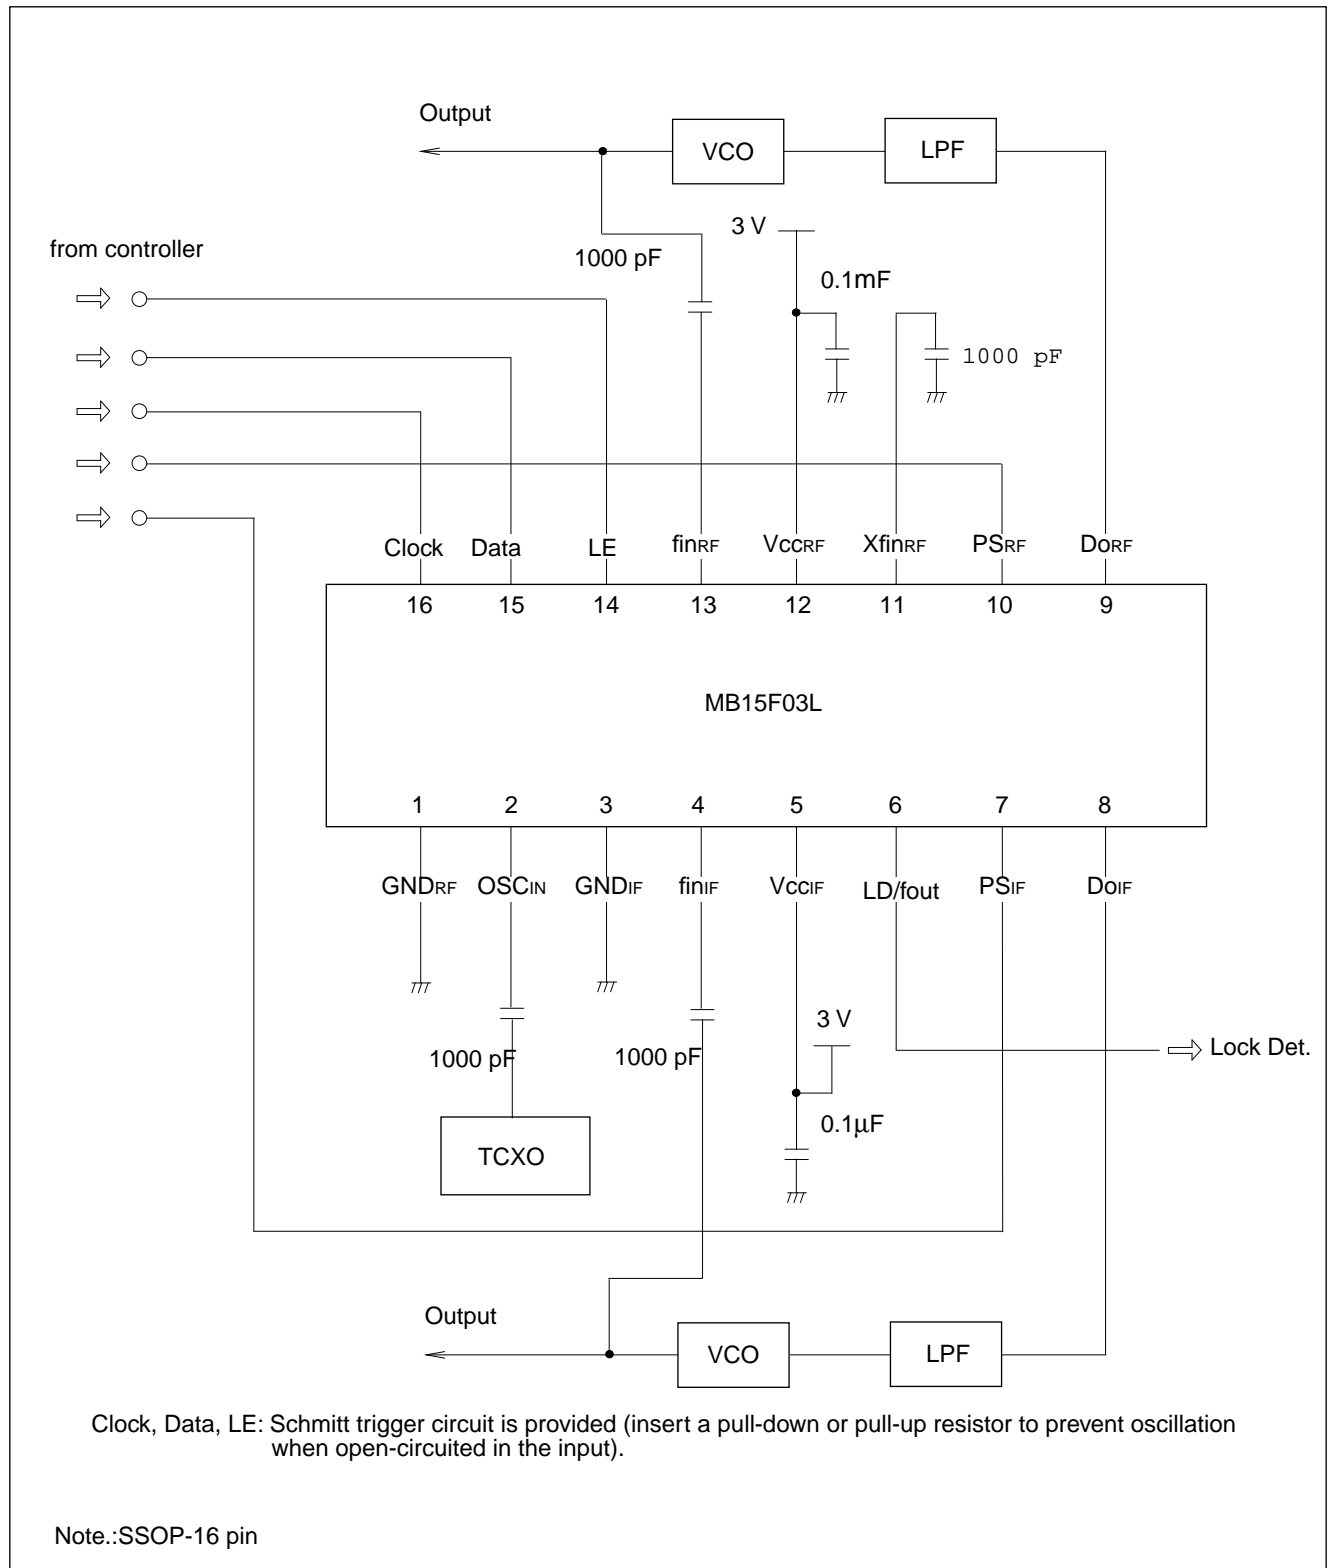 Output
VCO
LPF
3 V
from controller
1000 pF
0.1mF
1000 pF
Clock
Data
LE
finRF
VccRF
XfinRF
PSRF
DoRF
16
15
14
13
12
11
10
9
MB15F03L
1
2
3
4
5
6
7
8
GNDRF
OSCIN
GNDIF
finIF
VccIF
LD/fout
PSIF
DoIF
3 V
1000 pF
1000 pF
Lock Det.
0.1μF
TCXO
Output
VCO
LPF
Clock, Data, LE: Schmitt trigger circuit is provided (insert a pull-down or pull-up resistor to prevent oscillation
when open-circuited in the input).
Note.:SSOP-16 pin